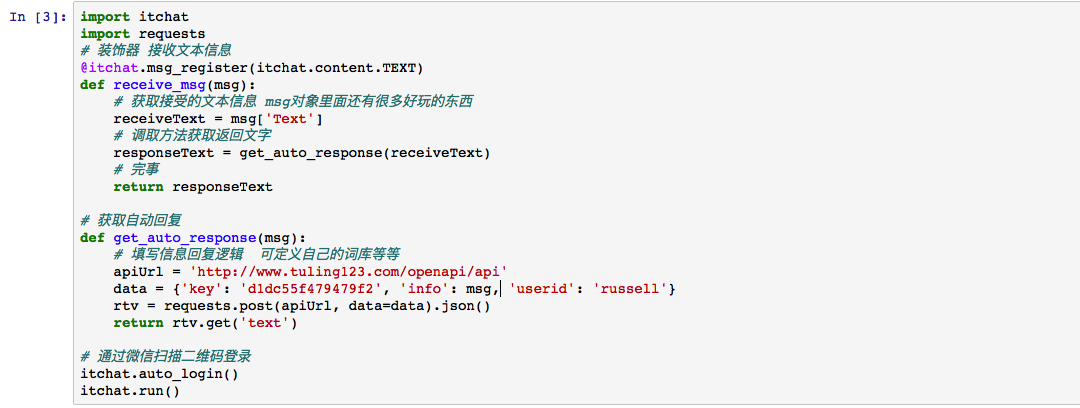 In [3]: import itchat
import requests
# 装饰器 接收文本信息
@itchat.msg_register(itchat.content.TEXT)
def receive_msg(msg):
    # 获取接受的文本信息 msg对象里面还有很多好玩的东西
    receiveText = msg['Text']
    # 调取方法获取返回文字
    responseText = get_auto_response(receiveText)
    # 完事
    return responseText

# 获取自动回复
def get_auto_response(msg):
    # 填写信息回复逻辑  可定义自己的词库等等
    apiUrl = 'http://www.tuling123.com/openapi/api'
    data = {'key': 'd1dc55f479479f2', 'info': msg, 'userid': 'russell'}
    rtv = requests.post(apiUrl, data=data).json()
    return rtv.get('text')

# 通过微信扫描二维码登录
itchat.auto_login()
itchat.run()